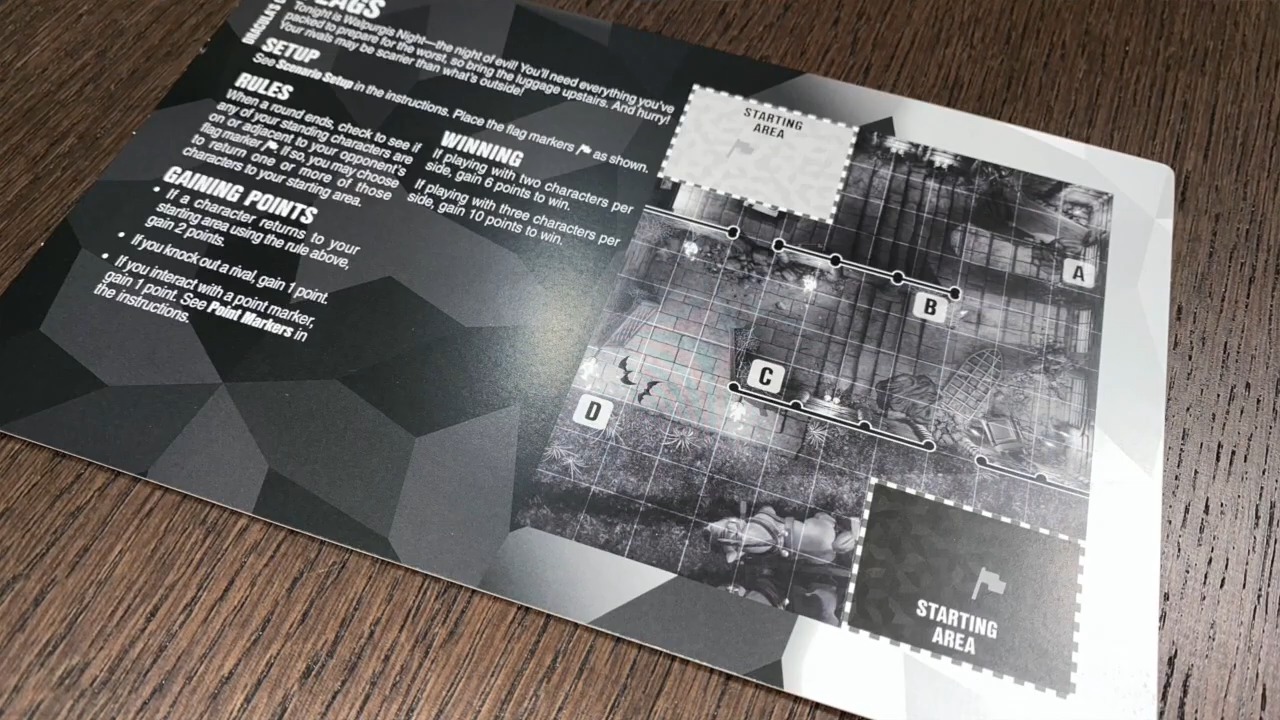 DRACULA'S
BAGS
Tonight is Walpurgis Night—the night of evil! You'll need everything you've
packed to prepare for the worst, so bring the luggage upstairs. And hurry!
Your rivals may be scarier than what's outside!
SETUP
See Scenario Setup in the instructions. Place the flag markers as shown.
RULES
When a round ends, check to see if
any of your standing characters are
on or adjacent to your opponent's
flag marker. If so, you may choose
to return one or more of those
characters to your starting area.
GAINING POINTS
• If a character returns to your
starting area using the rule above,
gain 2 points.
• If you knock out a rival, gain 1 point.
• If you interact with a point marker,
gain 1 point. See Point Markers in
the instructions.
WINNING
If playing with two characters per
side, gain 6 points to win.
If playing with three characters per
side, gain 10 points to win.
STARTING
AREA
A
B
C
D
STARTING
AREA